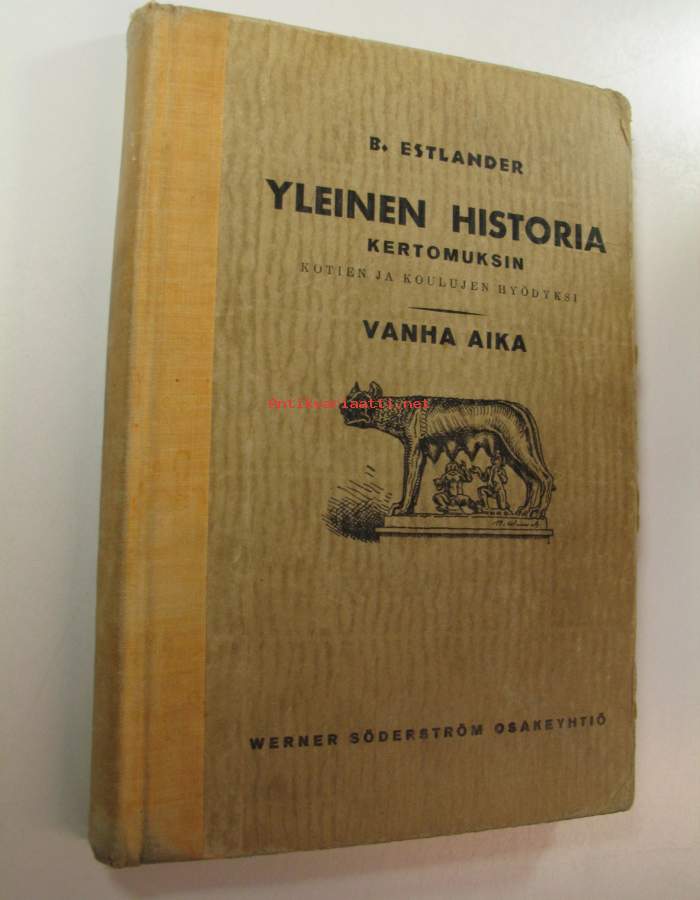 B. ESTLANDER
YLEINEN HISTORIA
KERTOMUKSIN
KOTIEN JA KOULUJEN HYÖDYKSI
VANHA AIKA
Antikvariaatti.net
WERNER SÖDERSTRÖM OSAKEYHTIÖ